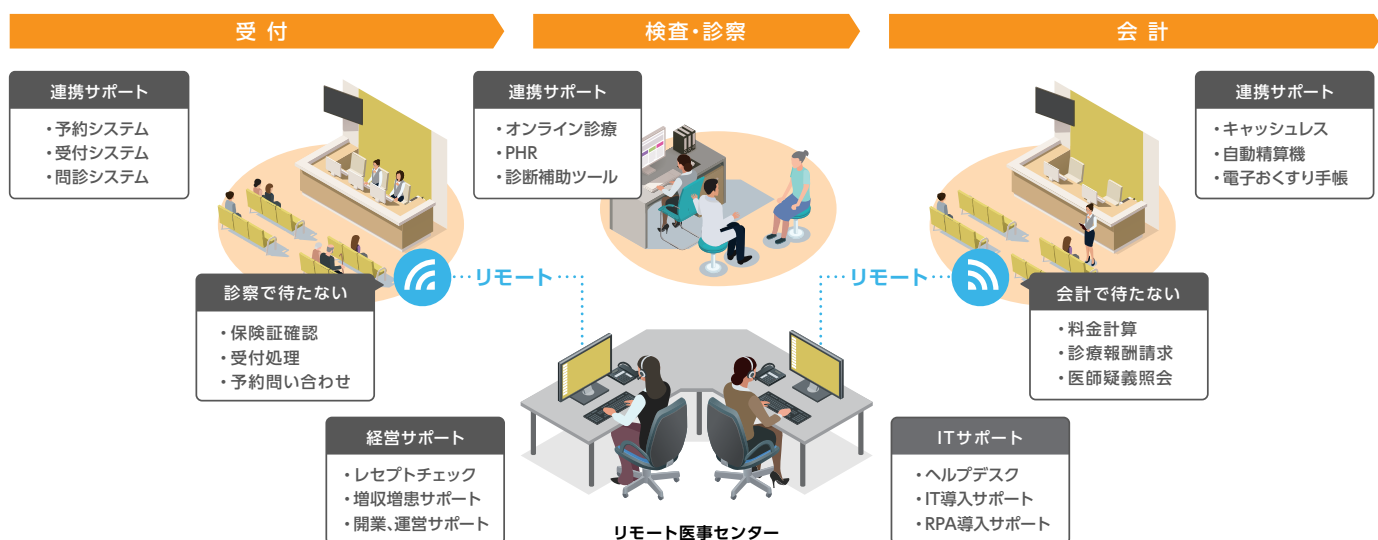 受付
検査・診察
会計
連携サポート
・予約システム
・受付システム
・問診システム
連携サポート
・オンライン診療
・PHR
・診断補助ツール
連携サポート
・キャッシュレス
・自動精算機
・電子おくすり手帳
リモート
リモート
診察で待たない
・保険証確認
・受付処理
・予約問い合わせ
会計で待たない
・料金計算
・診療報酬請求
・医師疑義照会
経営サポート
・レセプトチェック
・増収増患サポート
・開業、運営サポート
ITサポート
・ヘルプデスク
・IT導入サポート
・RPA導入サポート
リモート医事センター